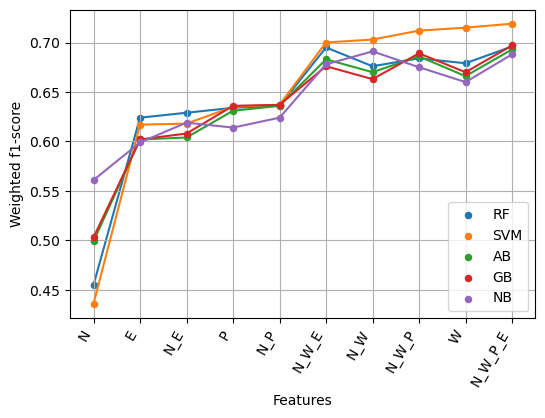 Weighted f1-score
0.70
0.65
0.60
0.55
0.50
0.45
RF
SVM
AB
GB
NB
N
E
N_E
P
N_P
N_W_E
N_W
N_W_P
W
N_W_P_E
Features